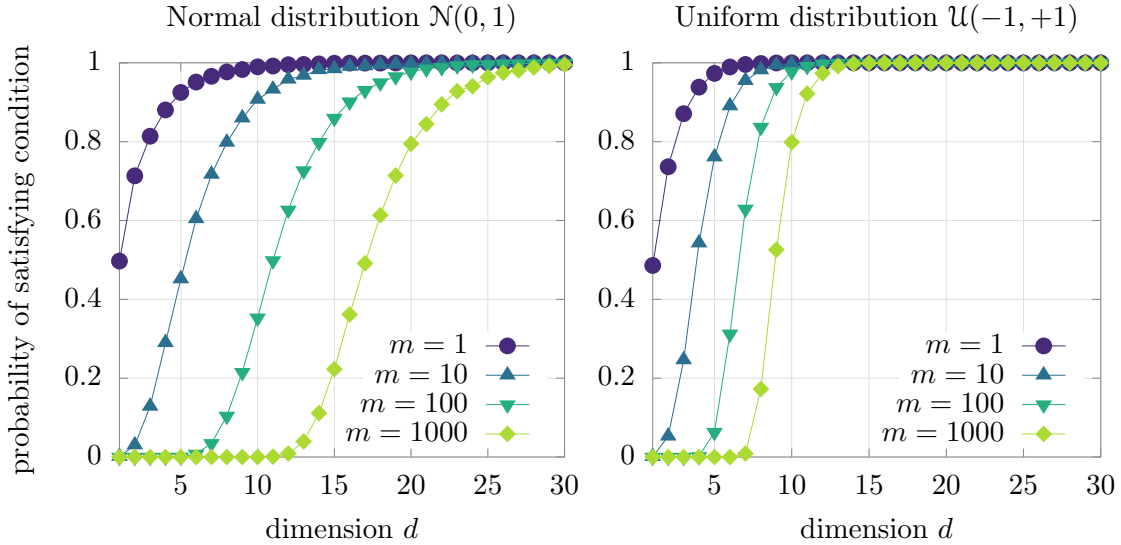 Normal distribution 𝒩(0, 1)
probability of satisfying condition
1
0.8
0.6
0.4
0.2
0
m = 1
m = 10
m = 100
m = 1000
5 10 15 20 25 30
dimension d
Uniform distribution 𝒰(−1, +1)
1
0.8
0.6
0.4
0.2
0
m = 1
m = 10
m = 100
m = 1000
5 10 15 20 25 30
dimension d